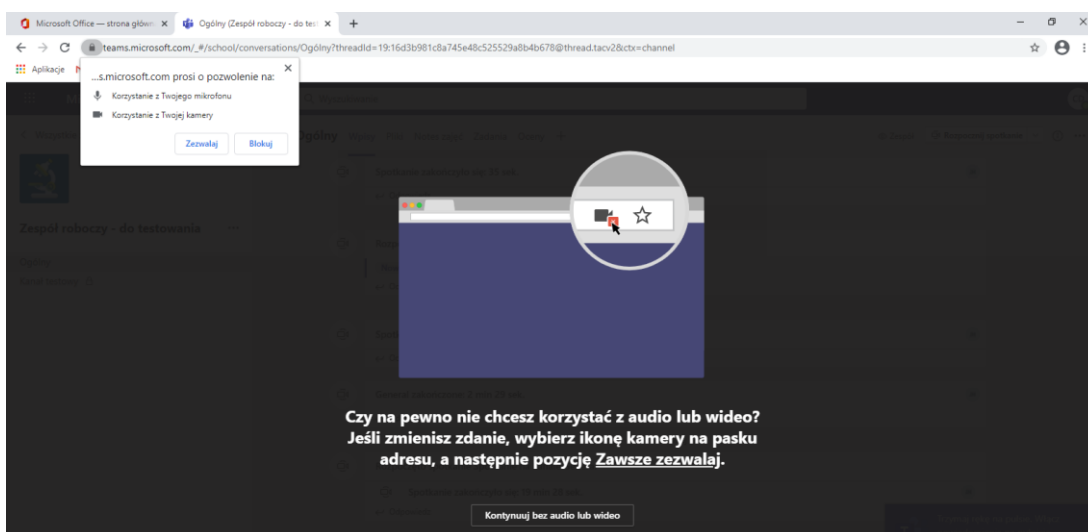 Microsoft Office — strona główn
Ogólny (Zespół roboczy - do test
teams.microsoft.com/_#/school/conversations/Ogólny?threadId=19:16d3b981c8a745e48c525529a8b4b678@thread.tacv2&ctx=channel
Aplikacje
...s.microsoft.com prosi o pozwolenie na:
Korzystanie z Twojego mikrofonu
Korzystanie z Twojej kamery
Zezwalaj Blokuj
Ogólny
Zespół roboczy - do testowania
Czy na pewno nie chcesz korzystać z audio lub wideo?
Jeśli zmienisz zdanie, wybierz ikonę kamery na pasku
adresu, a następnie pozycję Zawsze zezwalaj.
Kontynuuj bez audio lub wideo